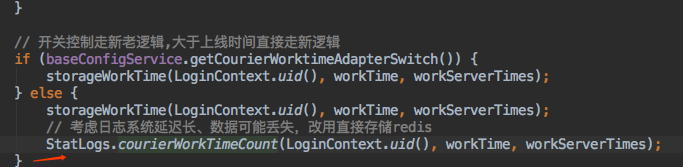 }
// 开关控制走新老逻辑,大于上线时间直接走新逻辑
if (baseConfigService.getCourierWorktimeAdapterSwitch()) {
    storageWorkTime(LoginContext.uid(), workTime, workServerTimes);
} else {
    storageWorkTime(LoginContext.uid(), workTime, workServerTimes);
    // 考虑日志系统延迟长、数据可能丢失，改用直接存储redis
    StatLogs.courierWorkTimeCount(LoginContext.uid(), workTime, workServerTimes);
}